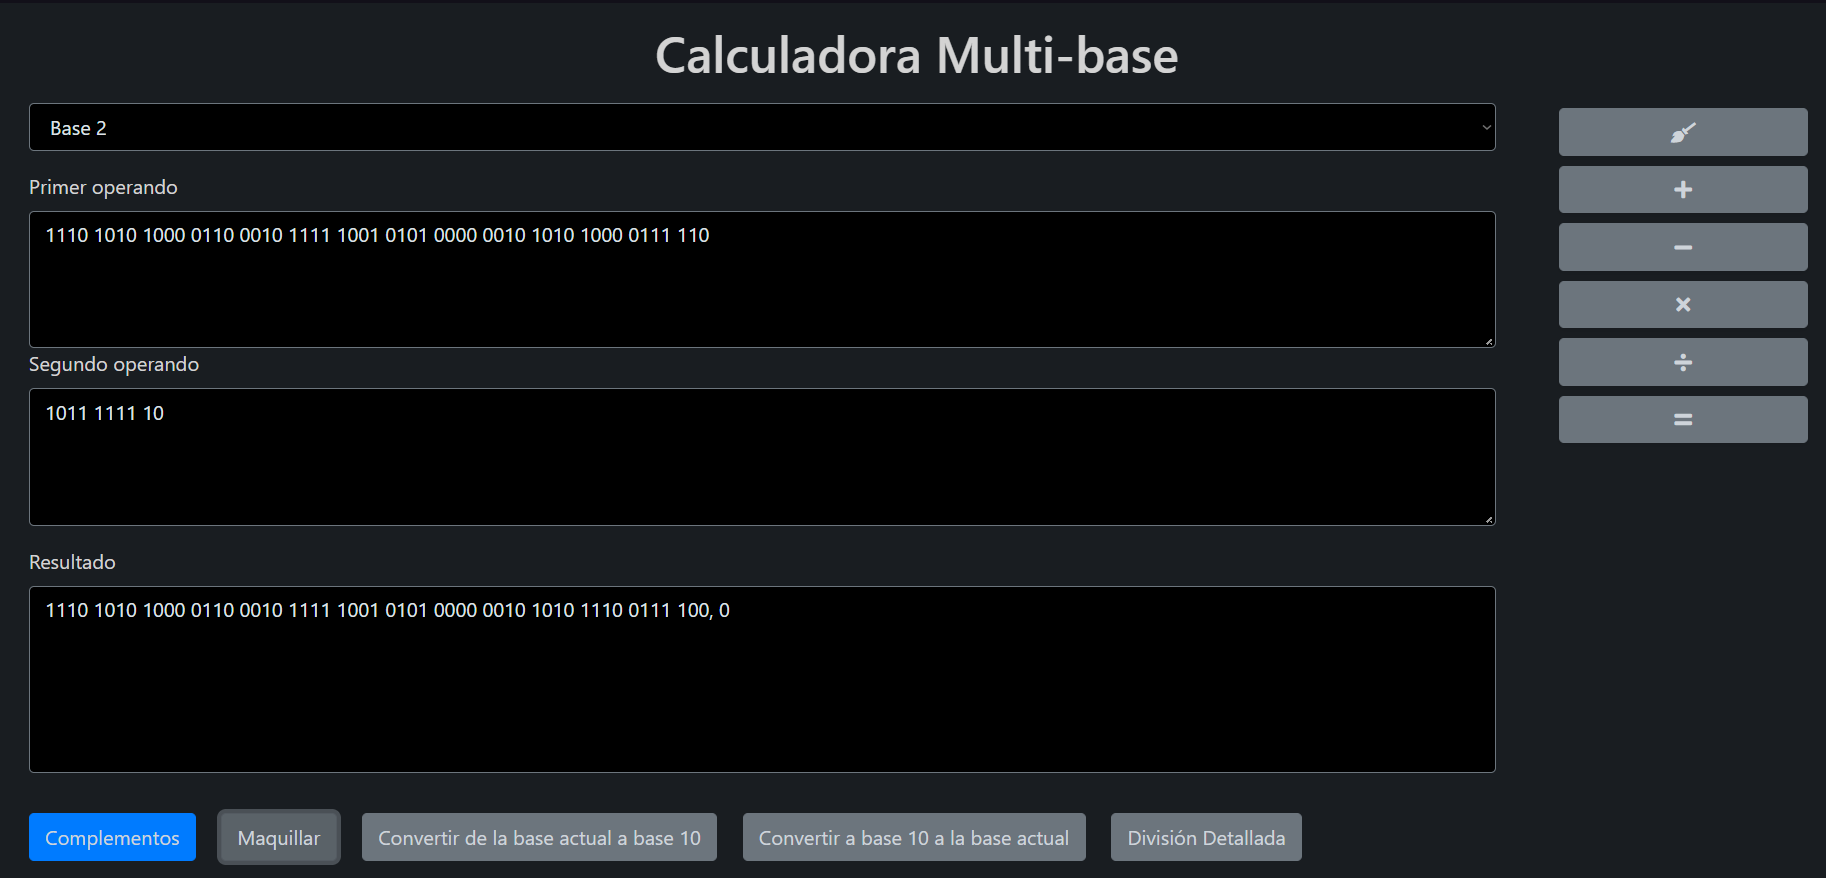 Calculadora Multi-base
Base 2
Primer operando
1110 1010 1000 0110 0010 1111 1001 0101 0000 0010 1010 1000 0111 110
Segundo operando
1011 1111 10
Resultado
1110 1010 1000 0110 0010 1111 1001 0101 0000 0010 1010 1110 0111 100, 0
Complementos
Maquillar
Convertir de la base actual a base 10
Convertir a base 10 a la base actual
División Detallada
+
−
×
÷
=